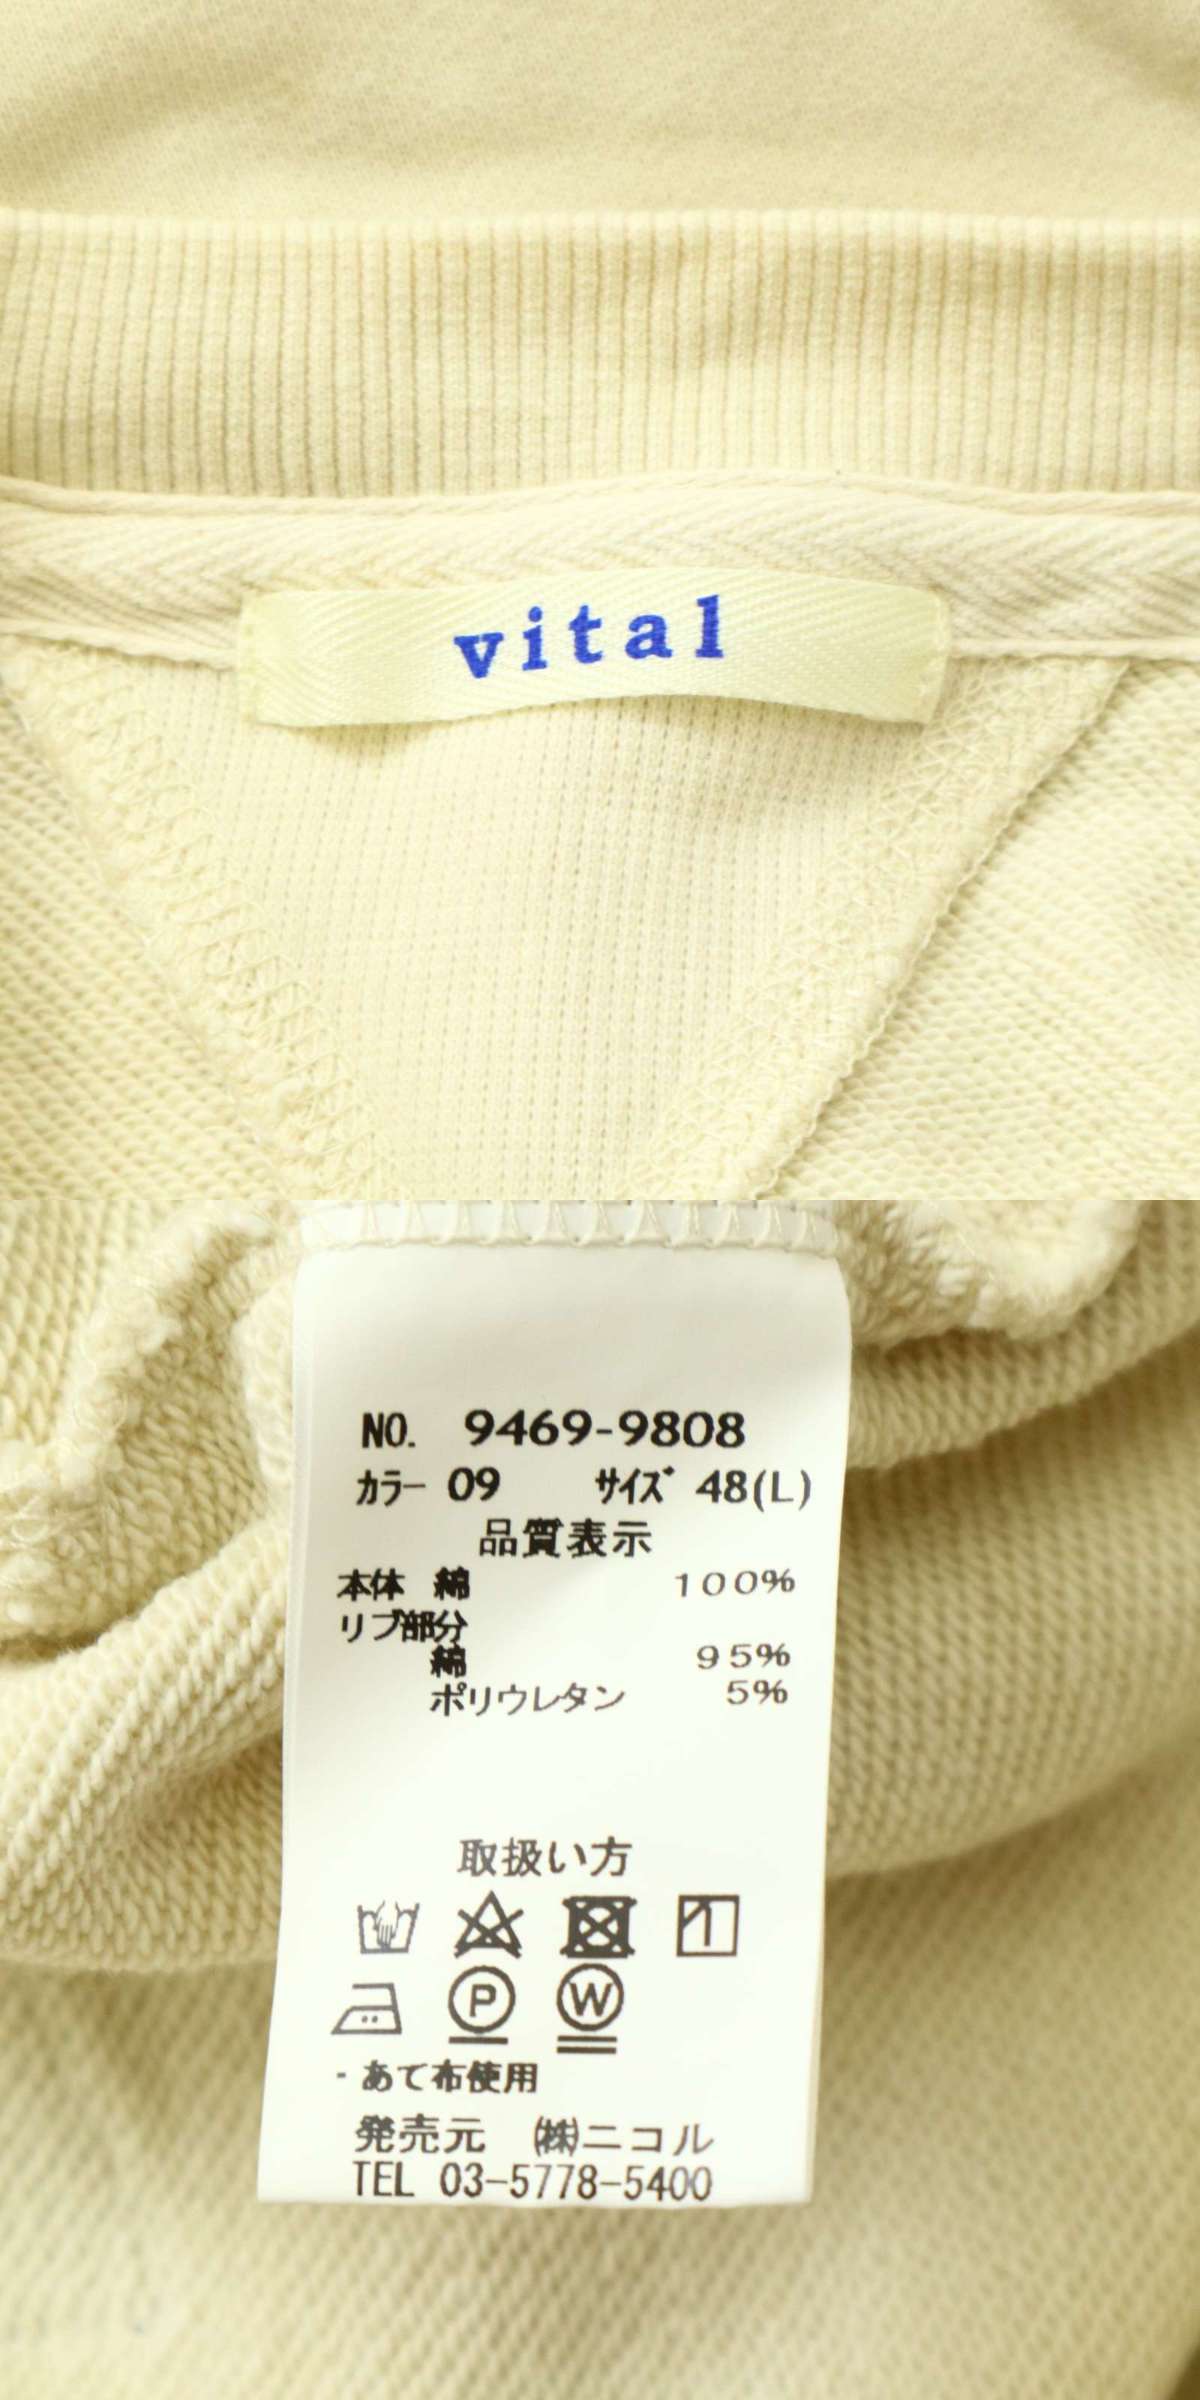 vital
NO. 9469-9808
カラー 09 サイズ 48(L)
品質表示
本体 綿 100%
リブ部分
綿 95%
ポリウレタン 5%
取扱い方
P W
・あて布使用
発売元 ㈱ニコル
TEL 03-5778-5400